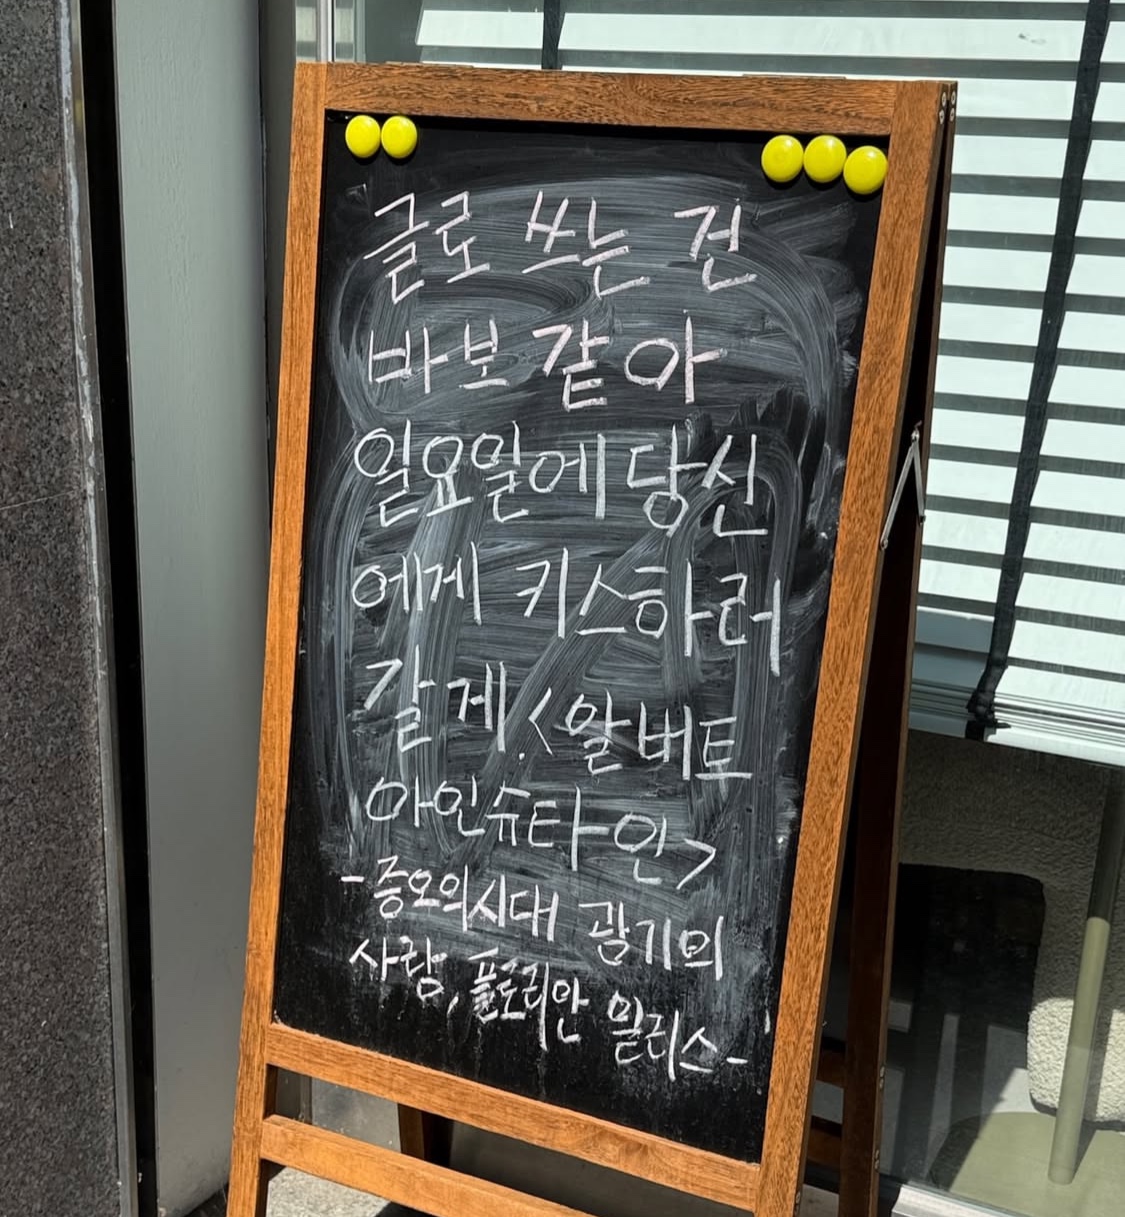 글로 쓰는 건
바보 같아
일요일에 당신
에게 키스하러
갈게.<알버트
아인슈타인>
-증오의시대 광기의
사랑, 플로리안 일리스-